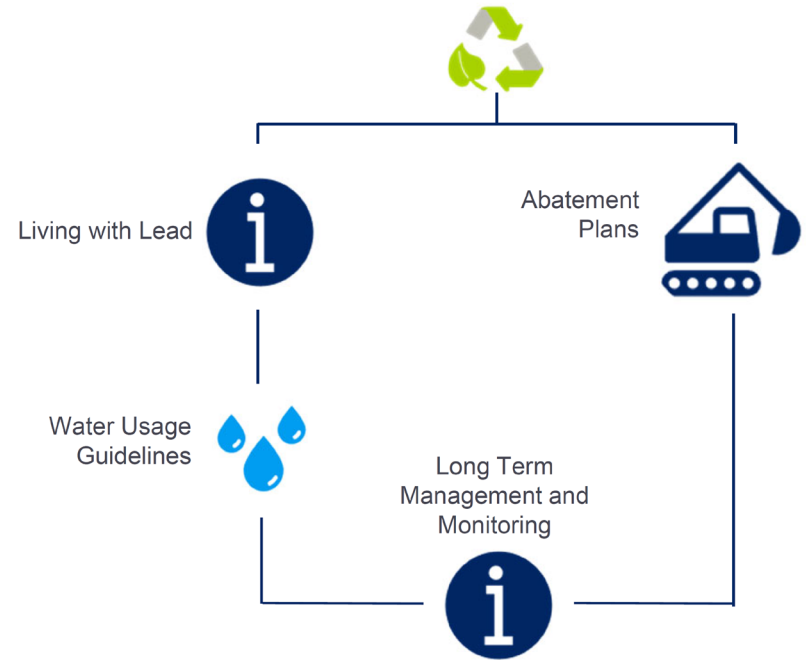 Living with Lead
Abatement
Plans
Water Usage
Guidelines
Long Term
Management and
Monitoring